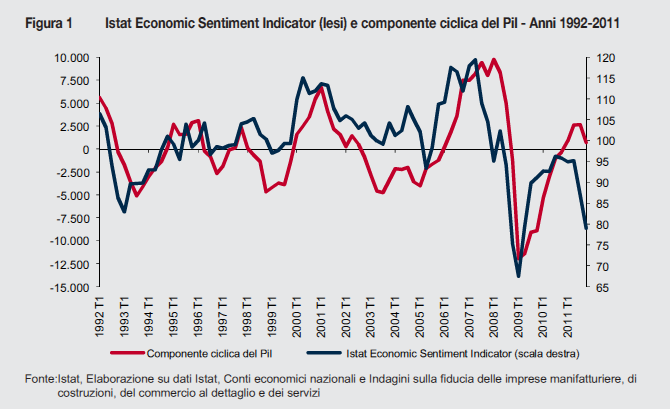 Figura 1 Istat Economic Sentiment Indicator (Iesi) e componente ciclica del Pil - Anni 1992-2011
10.000
7.500
5.000
2.500
0
-2.500
-5.000
-7.500
-10.000
-12.500
-15.000
120
115
110
105
100
95
90
85
80
75
70
65
1992 T1
1993 T1
1994 T1
1995 T1
1996 T1
1997 T1
1998 T1
1999 T1
2000 T1
2001 T1
2002 T1
2003 T1
2004 T1
2005 T1
2006 T1
2007 T1
2008 T1
2009 T1
2010 T1
2011 T1
Componente ciclica del Pil
Istat Economic Sentiment Indicator (scala destra)
Fonte:Istat, Elaborazione su dati Istat, Conti economici nazionali e Indagini sulla fiducia delle imprese manifatturiere, di
costruzioni, del commercio al dettaglio e dei servizi